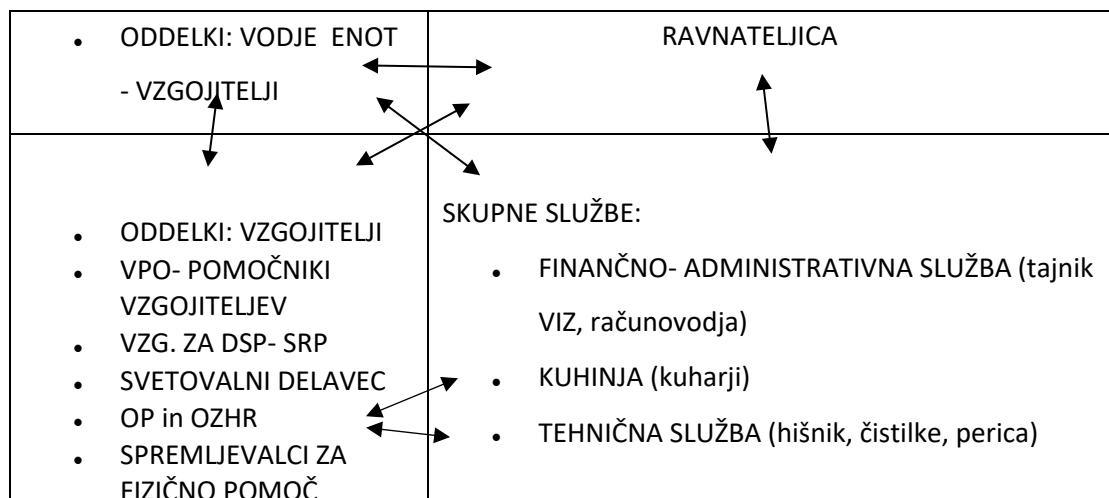 ODDELKI: VODJE ENOT
- VZGOJITELJI
RAVNATELJICA
ODDELKI: VZGOJITELJI
VPO- POMOČNIKI
VZGOJITELJEV
VZG. ZA DSP- SRP
SVETOVALNI DELAVEC
OP in OZHR
SPREMLJEVALCI ZA
FIZIČNO POMOČ
SKUPNE SLUŽBE:
FINANČNO- ADMINISTRATIVNA SLUŽBA (tajnik
VIZ, računovodja)
KUHINJA (kuharji)
TEHNIČNA SLUŽBA (hišnik, čistilke, perica)